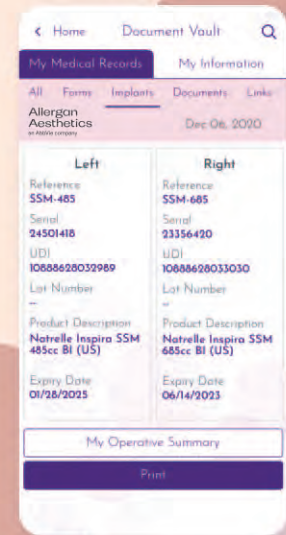 Home Document Vault
My Medical Records My Information
All Forms Implants Documents Links
Allergan
Aesthetics
an AbbVie company
Dec 06, 2020
Left
Reference
SSM-485
Serial
24501418
UDI
10888628032989
Lot Number
--
Product Description
Natrelle Inspira SSM
485cc BI (US)
Expiry Date
01/28/2025
Right
Reference
SSM-685
Serial
23356420
UDI
10888628033030
Lot Number
--
Product Description
Natrelle Inspira SSM
685cc BI (US)
Expiry Date
06/14/2023
My Operative Summary
Print